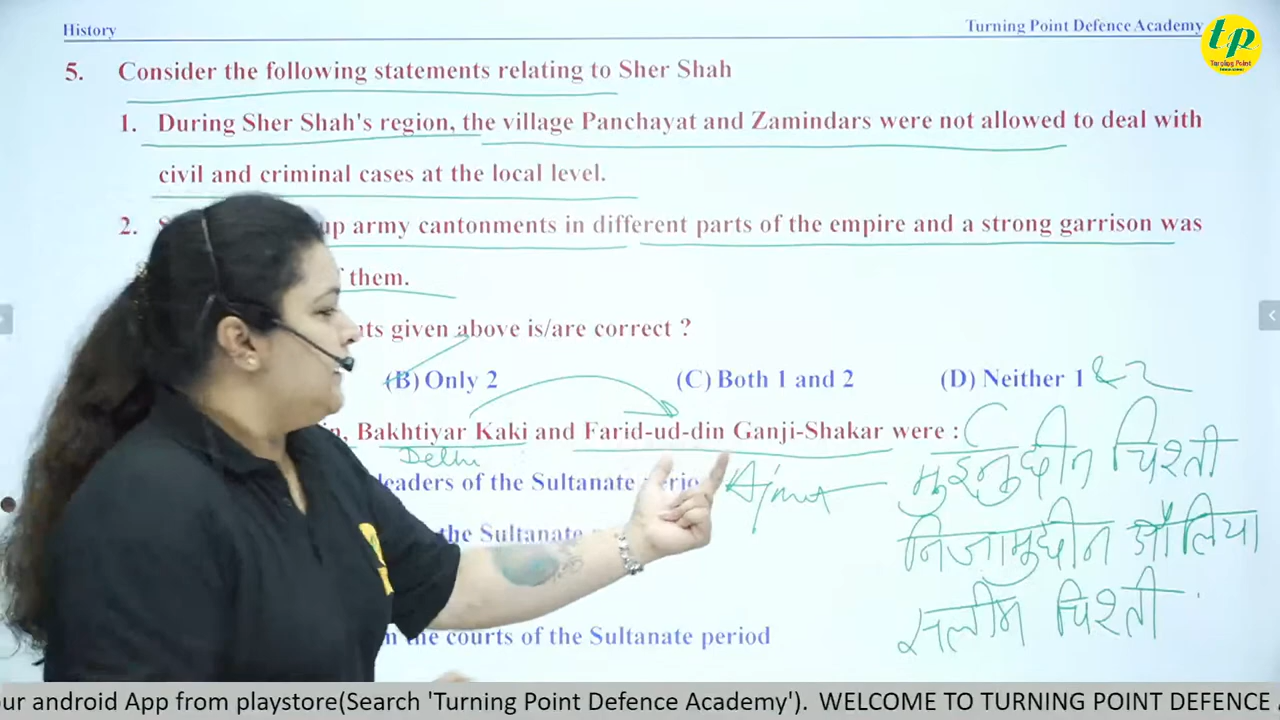 History
Turning Point Defence Academy
tp
Turning Point
5. Consider the following statements relating to Sher Shah
1. During Sher Shah's region, the village Panchayat and Zamindars were not allowed to deal with
civil and criminal cases at the local level.
2. up army cantonments in different parts of the empire and a strong garrison was
of them.
given above is/are correct ?
(B) Only 2 (C) Both 1 and 2 (D) Neither 1 & 2
Bakhtiyar Kaki and Farid-ud-din Ganji-Shakar were :
Delhi
leaders of the Sultanate
the Sultanate
the courts of the Sultanate period
मुइनुद्दीन चिश्ती
निजामुद्दीन औलिया
सलीम चिश्ती
our android App from playstore(Search 'Turning Point Defence Academy'). WELCOME TO TURNING POINT DEFENCE